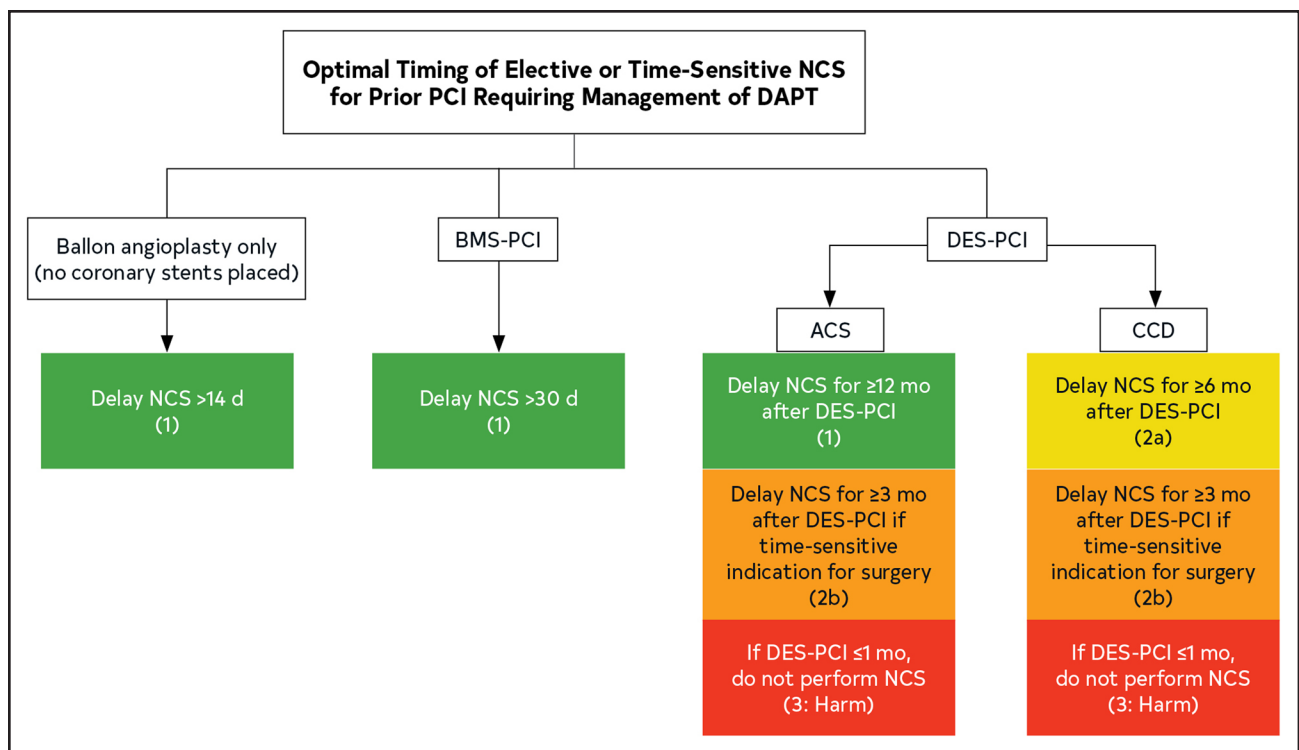 Optimal Timing of Elective or Time-Sensitive NCS
for Prior PCI Requiring Management of DAPT
Ballon angioplasty only
(no coronary stents placed)
BMS-PCI
DES-PCI
ACS
CCD
Delay NCS >14 d
(1)
Delay NCS >30 d
(1)
Delay NCS for ≥12 mo
after DES-PCI
(1)
Delay NCS for ≥6 mo
after DES-PCI
(2a)
Delay NCS for ≥3 mo
after DES-PCI if
time-sensitive
indication for surgery
(2b)
Delay NCS for ≥3 mo
after DES-PCI if
time-sensitive
indication for surgery
(2b)
If DES-PCI ≤1 mo,
do not perform NCS
(3: Harm)
If DES-PCI ≤1 mo,
do not perform NCS
(3: Harm)